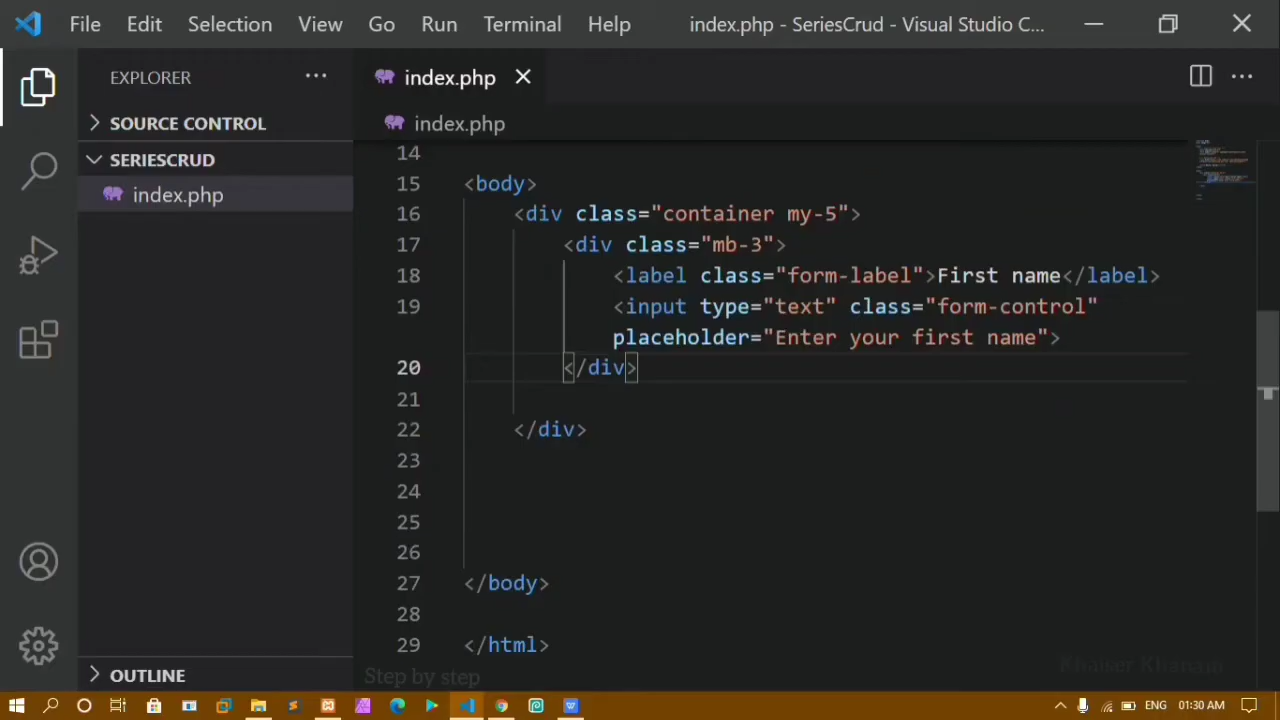 File Edit Selection View Go Run Terminal Help index.php - SeriesCrud - Visual Studio C...
EXPLORER
SOURCE CONTROL
SERIESCRUD
index.php
OUTLINE
index.php
index.php
14
15 <body>
16 <div class="container my-5">
17 <div class="mb-3">
18 <label class="form-label">First name</label>
19 <input type="text" class="form-control"
placeholder="Enter your first name">
20 </div>
21
22 </div>
23
24
25
26
27 </body>
28
29 </html>
Step by step
Khaiser Khanam
ENG 01:30 AM